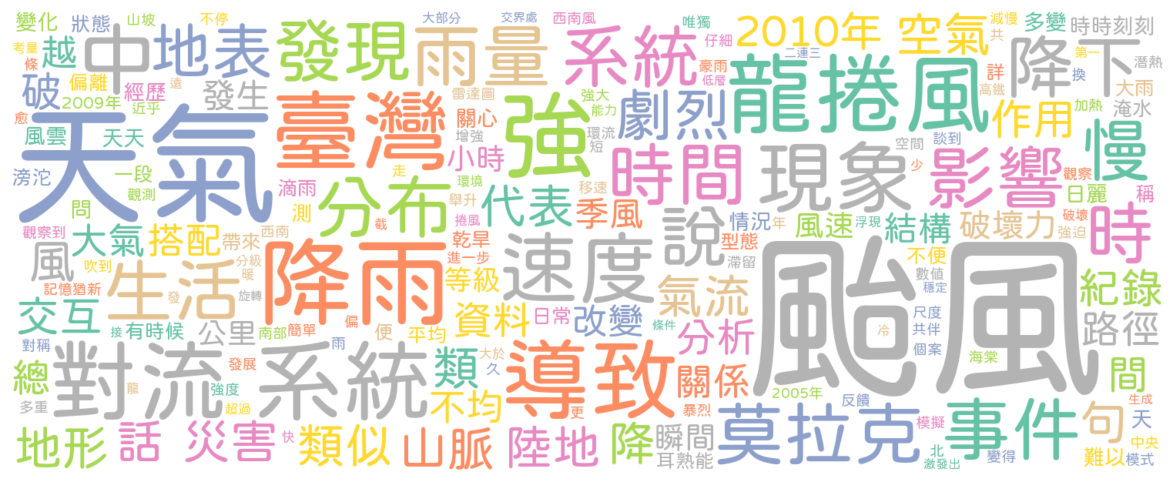 變化 狀態 山坡 不停 大部分 交界處 西南風 唯獨 2010年 空氣 減慢 多變 時時刻刻
考量 越 中 地表 發現 雨量 系統 仔細 二連三 共 降下 第一 潛熱
條 破 偏離 經歷 遠 豪雨 低層 龍捲風 詳 換 大雨
2009年 近乎 發生 雷達圖 強大 劇烈 高鐵 加熱 淹水
愈 天氣 臺灣 關心 強 能力 作用 慢
風雲 天天 增強 小時 環流 短 時間 現象 空間 談到 影響
滂沱 一段 觀測 滴雨 走 環境 舉升 移速 少 觀察 日麗 稱
問 測 分布 捲風 代表 季風 說 情況 年 風速 浮現 結構 破壞力 破壞 強迫 時
觀察到 大氣 搭配 西南 帶來 截 乾旱 進一步 速度 型態 滯留 不便
風 吹到 生活 分級 暖 降雨 等級 氣流 颱風 數值 穩定 紀錄
記憶猶新 發 旋轉 資料 日常 改變 冷 尺度 路徑
交互 接 有時候 公里 南部 簡單 偏 便 平均 條件 分析 共伴
對稱 對流系統 雨 類 大於 久 導致 個案 海棠 間
總 發展 關係 2005年 反饋 生成
多重 龍 強度 超過 不均 更 暴烈 莫拉克 模擬 事件 句 天
地形 話 災害 快 類似 山脈 陸地 降 瞬間 耳熟能 北 激發出 變得 難以 中央 模式